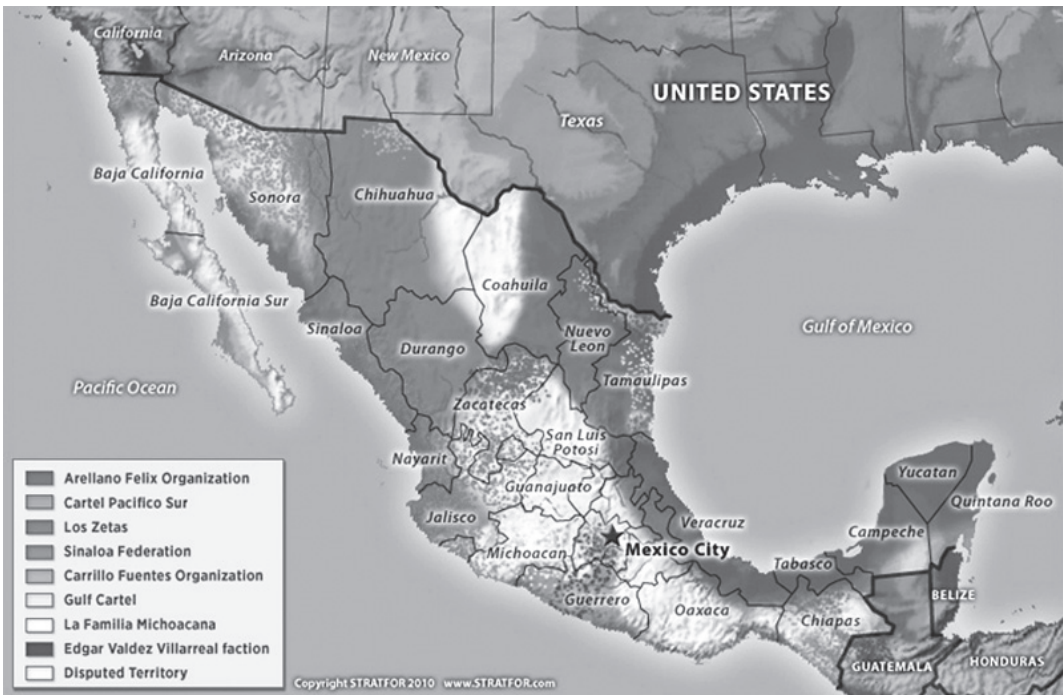 California
Arizona
New Mexico
UNITED STATES
Texas
Baja California
Sonora
Chihuahua
Coahuila
Baja California Sur
Sinaloa
Durango
Nuevo
Leon
Gulf of Mexico
Pacific Ocean
Tamaulipas
Zacatecas
San Luis
Potosi
Nayarit
Guanajuato
Yucatan
Quintana Roo
Jalisco
Veracruz
Campeche
Michoacan
Mexico City
Tabasco
BELIZE
Guerrero
Oaxaca
Chiapas
GUATEMALA
HONDURAS
Arellano Felix Organization
Cartel Pacifico Sur
Los Zetas
Sinaloa Federation
Carrillo Fuentes Organization
Gulf Cartel
La Familia Michoacana
Edgar Valdez Villarreal faction
Disputed Territory
Copyright STRATFOR 2010 www.STRATFOR.com